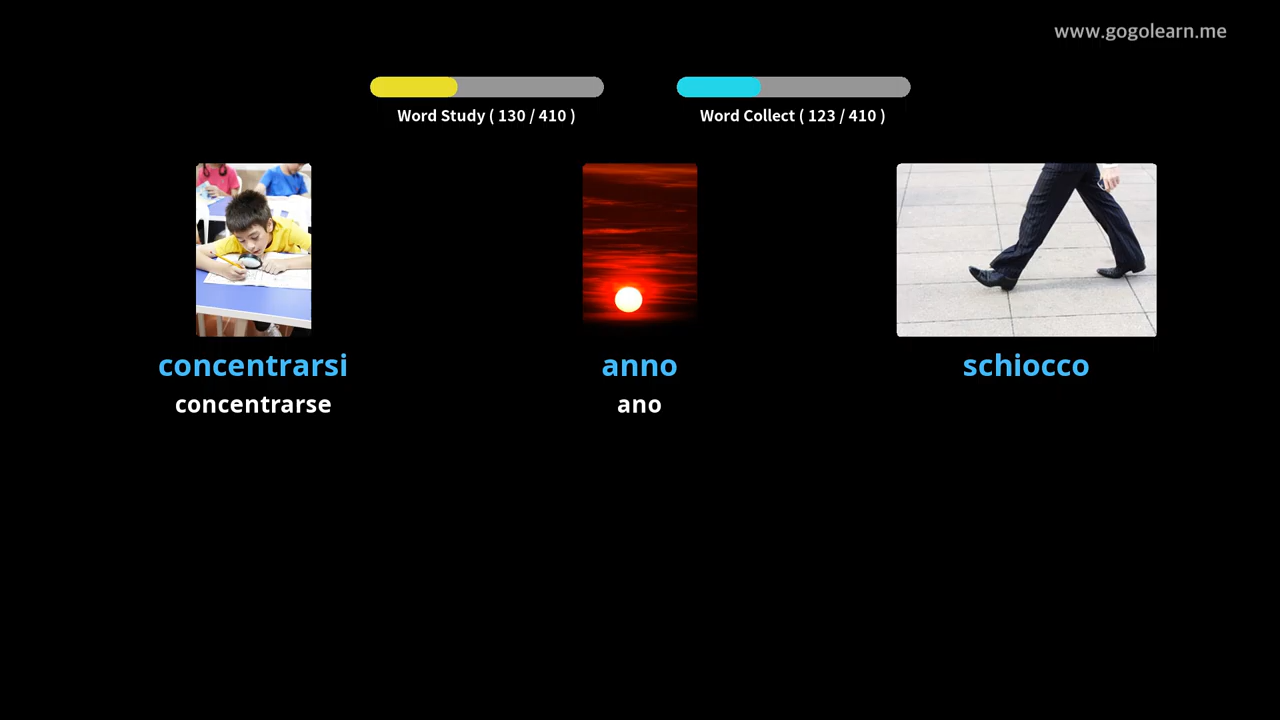 www.gogolearn.me
Word Study ( 130 / 410 )
Word Collect ( 123 / 410 )
concentrarsi
concentrarse
anno
ano
schiocco